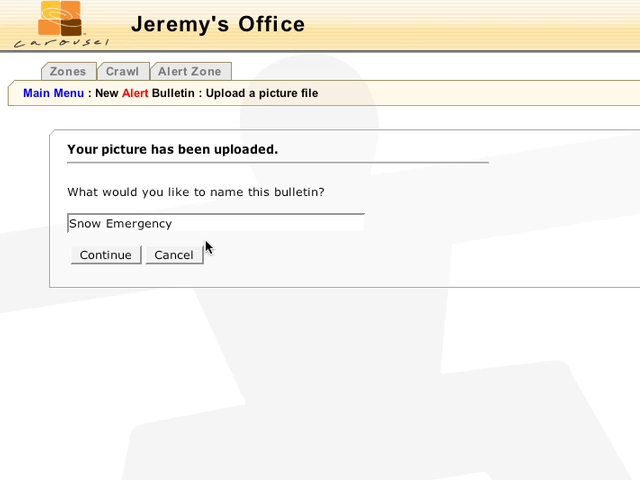 carousel
Jeremy's Office
Zones Crawl Alert Zone
Main Menu : New Alert Bulletin : Upload a picture file
Your picture has been uploaded.
What would you like to name this bulletin?
Snow Emergency
Continue Cancel